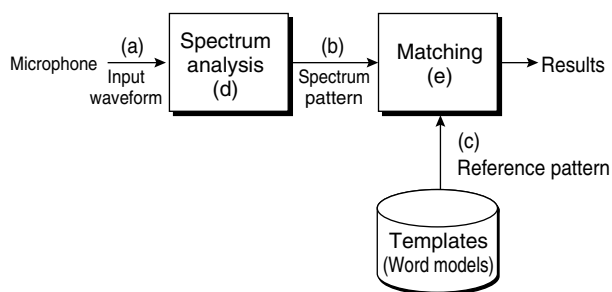 Microphone
(a)
Input
waveform
Spectrum
analysis
(d)
(b)
Spectrum
pattern
Matching
(e)
Results
(c)
Reference pattern
Templates
(Word models)